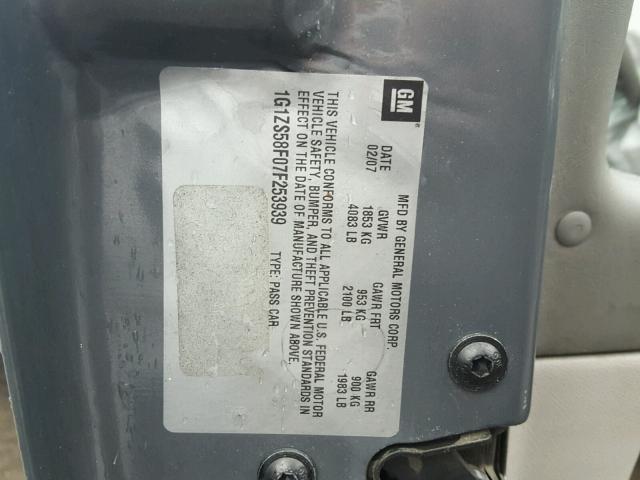 GM
MFD BY GENERAL MOTORS CORP
DATE GVWR GAWR FRT GAWR RR
02/07 1853 KG 953 KG 900 KG
4083 LB 2100 LB 1983 LB
THIS VEHICLE CONFORMS TO ALL APPLICABLE U.S. FEDERAL MOTOR
VEHICLE SAFETY, BUMPER, AND THEFT PREVENTION STANDARDS IN
EFFECT ON THE DATE OF MANUFACTURE SHOWN ABOVE.
1G1ZS58F07F253939 TYPE: PASS CAR